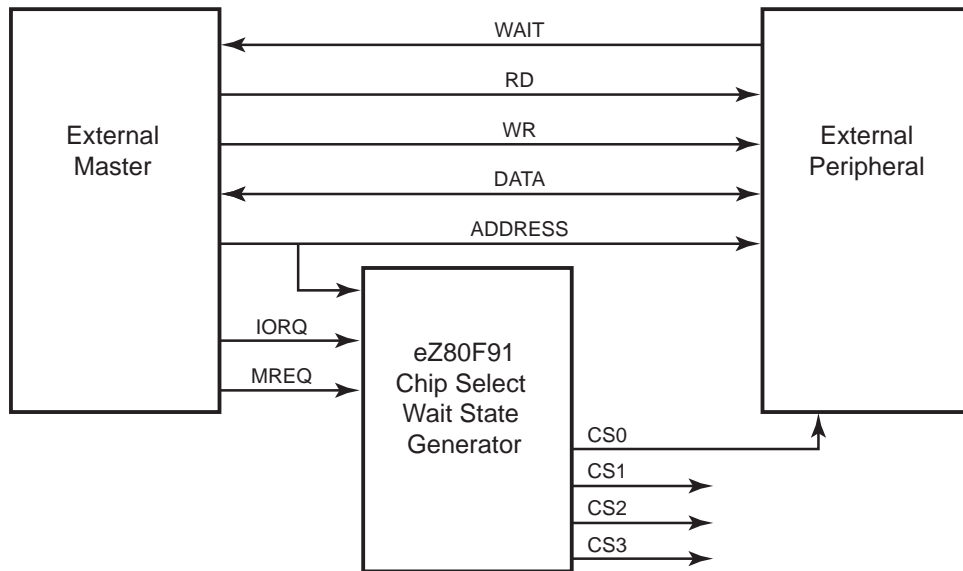 WAIT
RD
WR
DATA
ADDRESS
External
Master
External
Peripheral
IORQ
MREQ
eZ80F91
Chip Select
Wait State
Generator
CS0
CS1
CS2
CS3